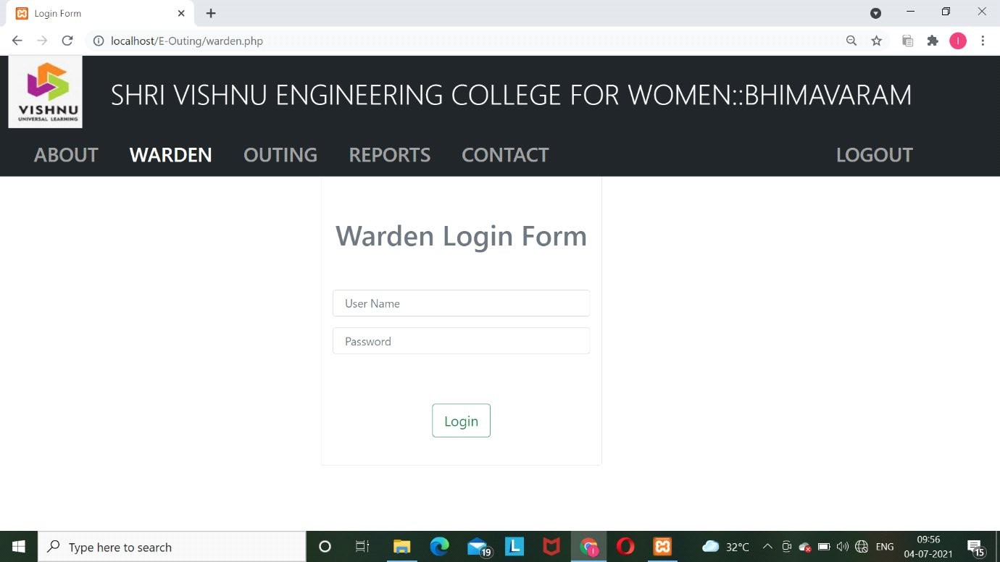 Login Form
localhost/E-Outing/warden.php
I
VISHNU
UNIVERSAL LEARNING
SHRI VISHNU ENGINEERING COLLEGE FOR WOMEN::BHIMAVARAM
ABOUT WARDEN OUTING REPORTS CONTACT LOGOUT
Warden Login Form
User Name
Password
Login
Type here to search
19
L
I
32°C
ENG
09:56
04-07-2021
15